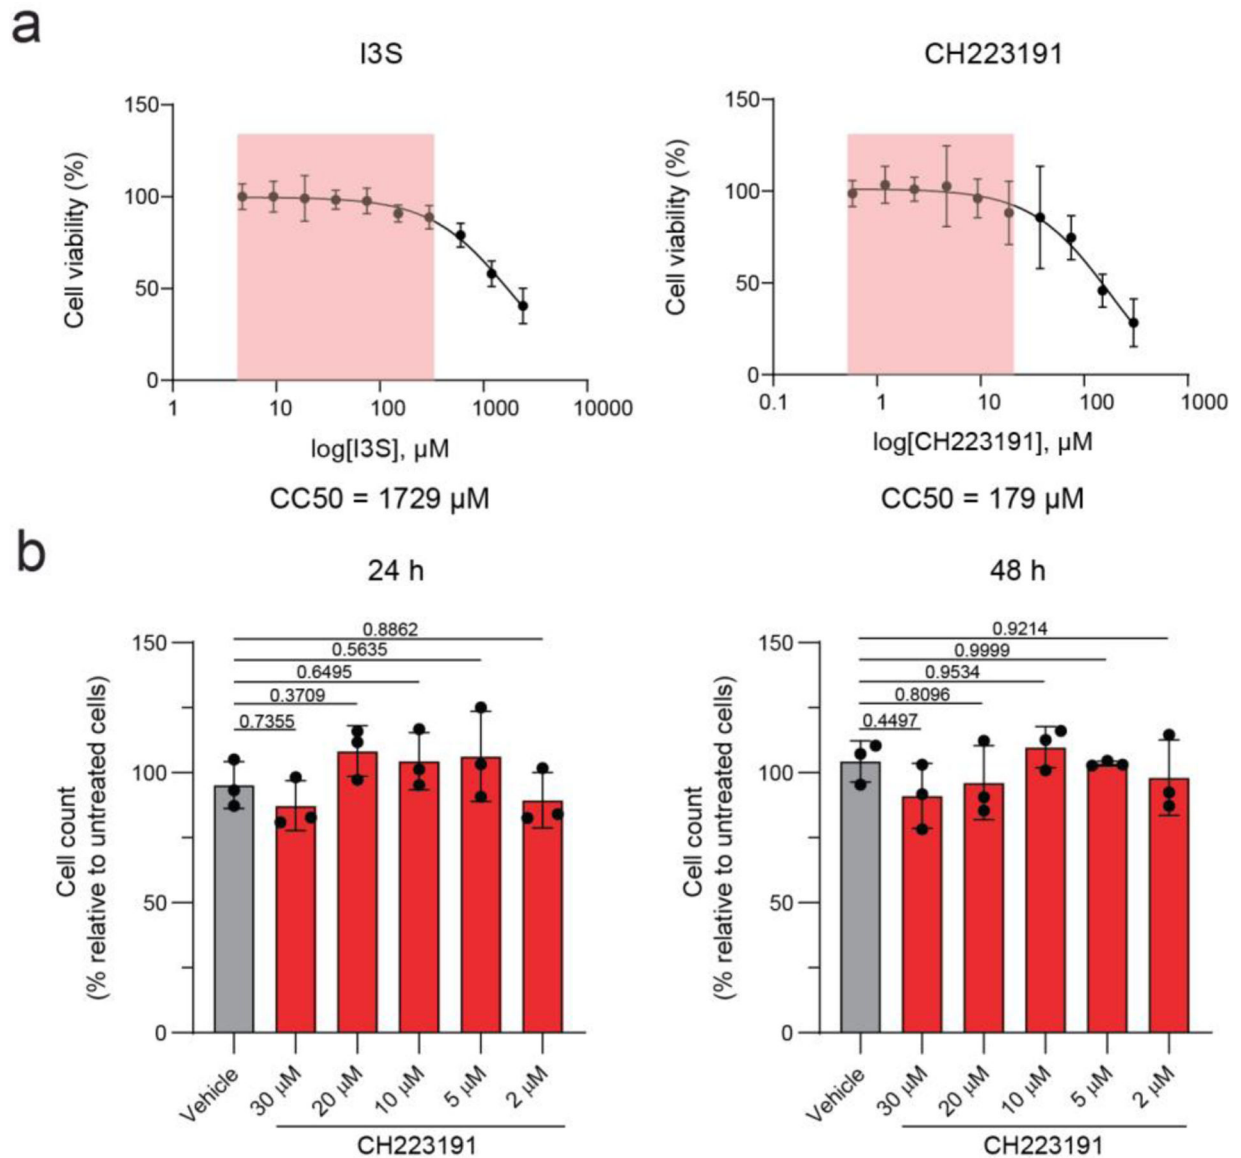 a
I3S
150
100
50
0
1
10
100
1000
10000
Cell viability (%)
log[I3S], µM
CC50 = 1729 µM
CH223191
150
100
50
0
0.1
1
10
100
1000
Cell viability (%)
log[CH223191], µM
CC50 = 179 µM
b
24 h
150
100
50
0
Cell count
(% relative to untreated cells)
0.8862
0.5635
0.6495
0.3709
0.7355
Vehicle
30 µM
20 µM
10 µM
5 µM
2 µM
CH223191
48 h
150
100
50
0
Cell count
(% relative to untreated cells)
0.9214
0.9999
0.9534
0.8096
0.4497
Vehicle
30 µM
20 µM
10 µM
5 µM
2 µM
CH223191